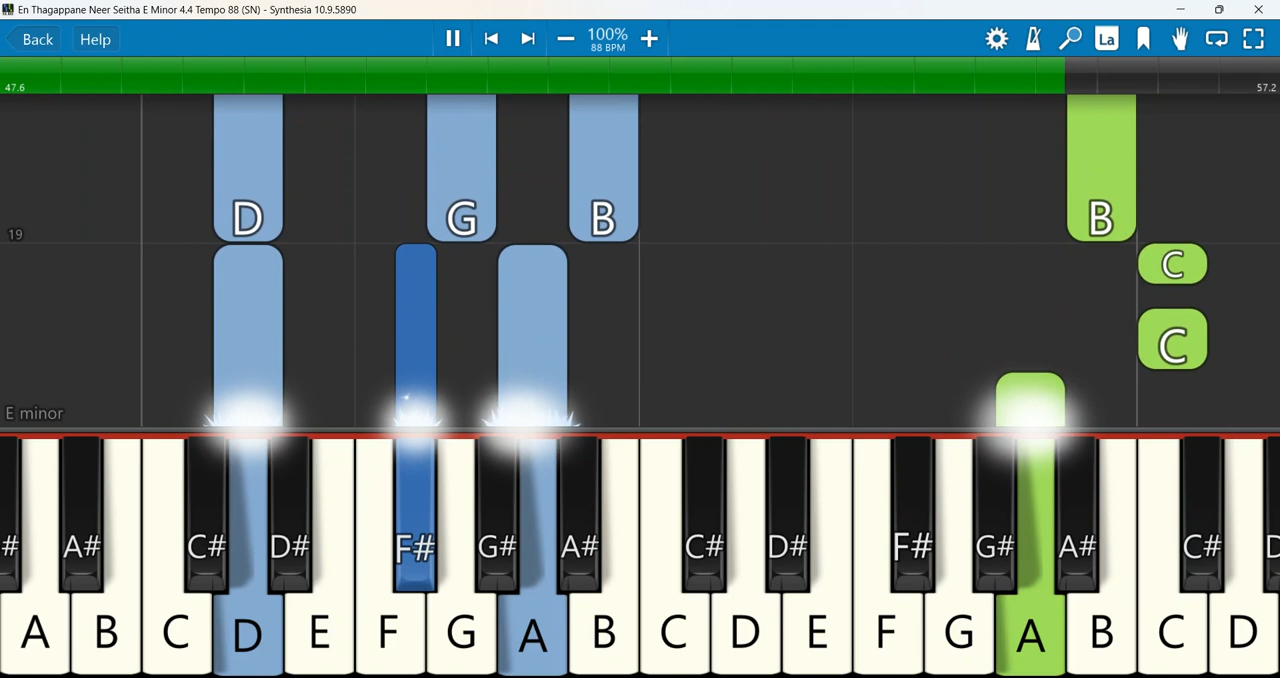 En Thagappane Neer Seitha E Minor 4.4 Tempo 88 (SN) - Synthesia 10.9.5890
Back Help 100% La
88 BPM
47.6 57.2
D G B B
19
C
C
E minor
# A# C# D# F# G# A# C# D# F# G# A# C# D
A B C D E F G A B C D E F G A B C D